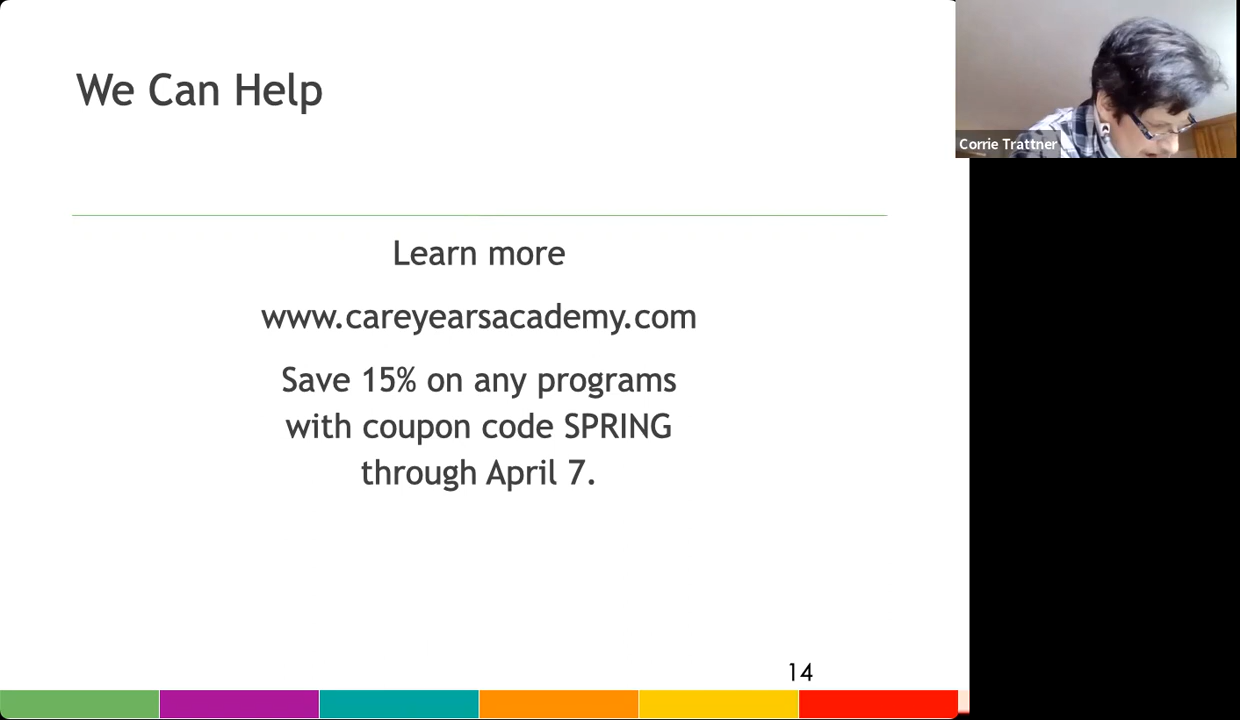 We Can Help
Corrie Trattner
Learn more
www.careyearsacademy.com
Save 15% on any programs
with coupon code SPRING
through April 7.
14